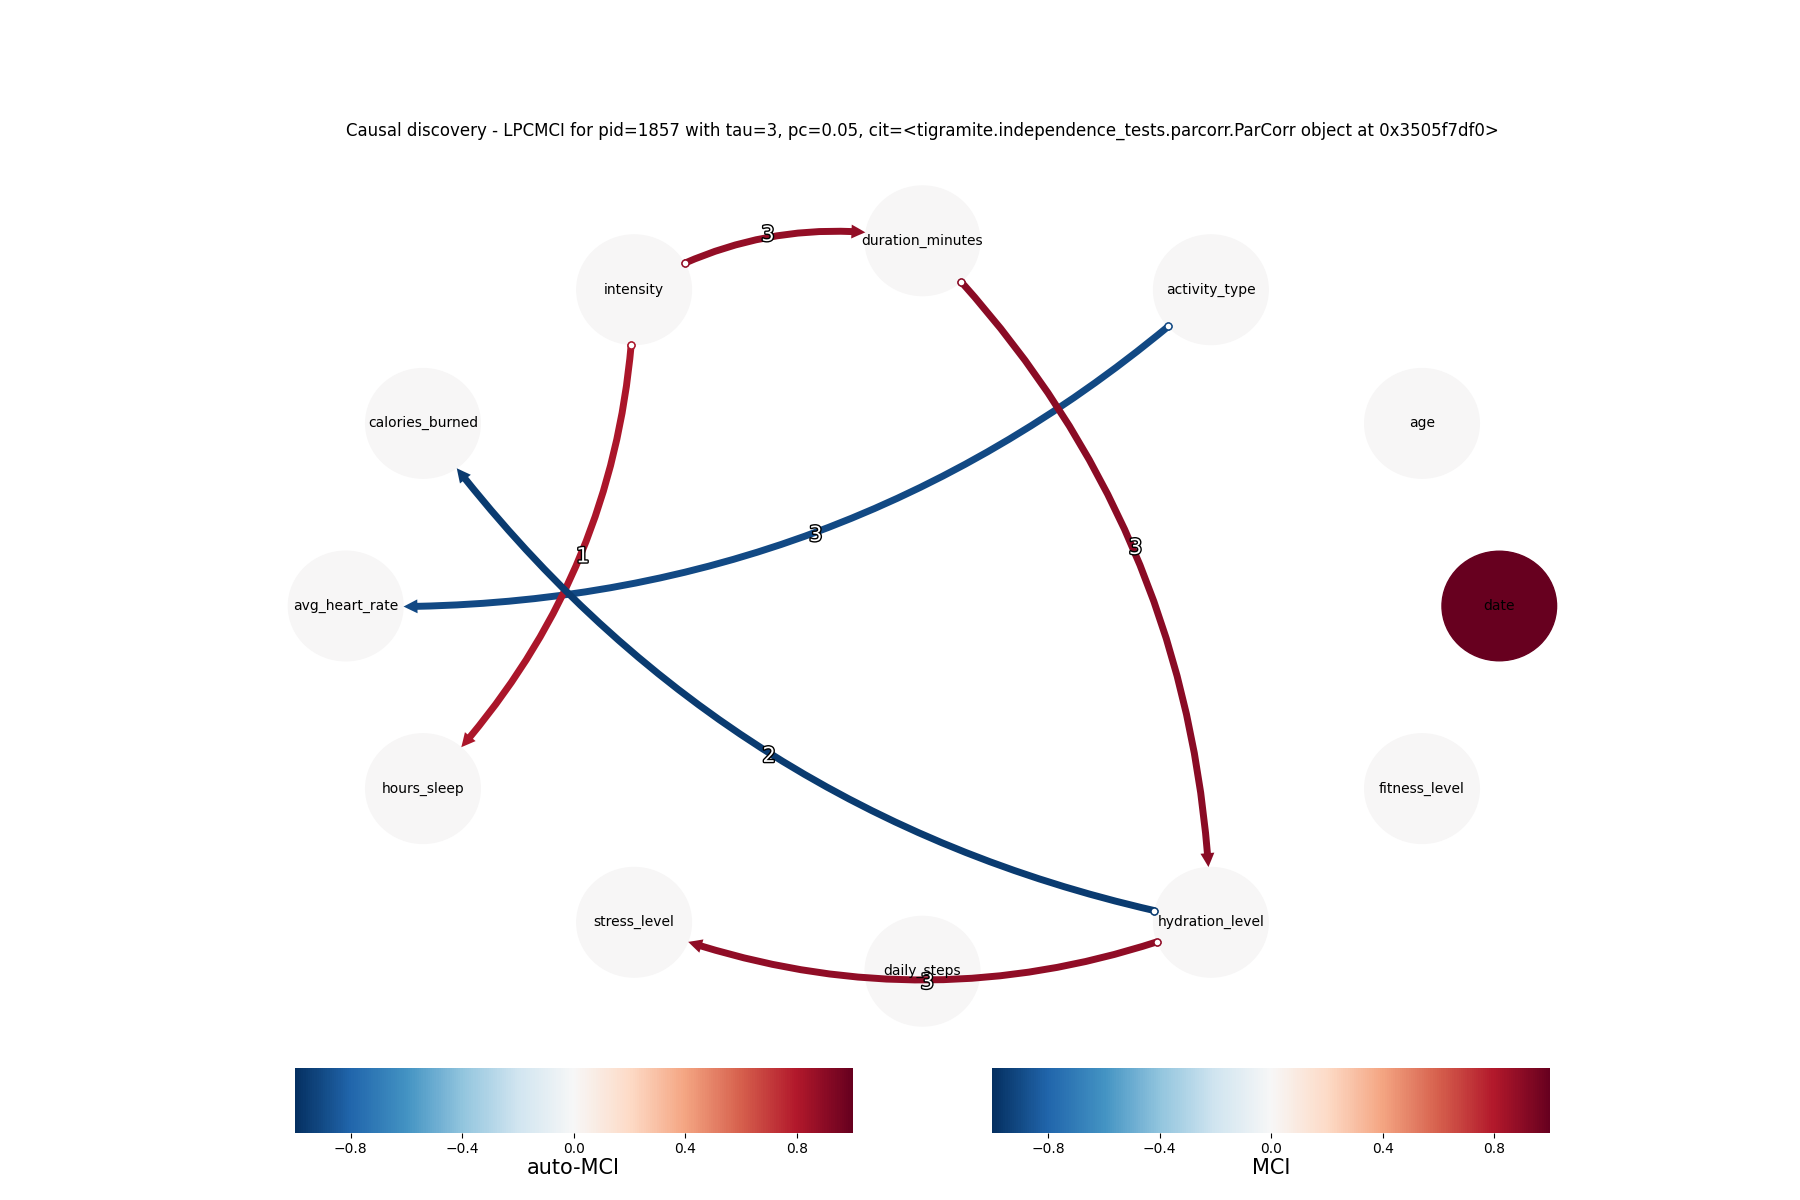 Causal discovery - LPCMCI for pid=1857 with tau=3, pc=0.05, cit=<tigramite.independence_tests.parcorr.ParCorr object at 0x3505f7df0>
3
duration_minutes
intensity
activity_type
calories_burned
age
3
1
3
avg_heart_rate
date
2
hours_sleep
fitness_level
stress_level
hydration_level
daily_steps
3
−0.8 −0.4 0.0 0.4 0.8
auto-MCI
−0.8 −0.4 0.0 0.4 0.8
MCI